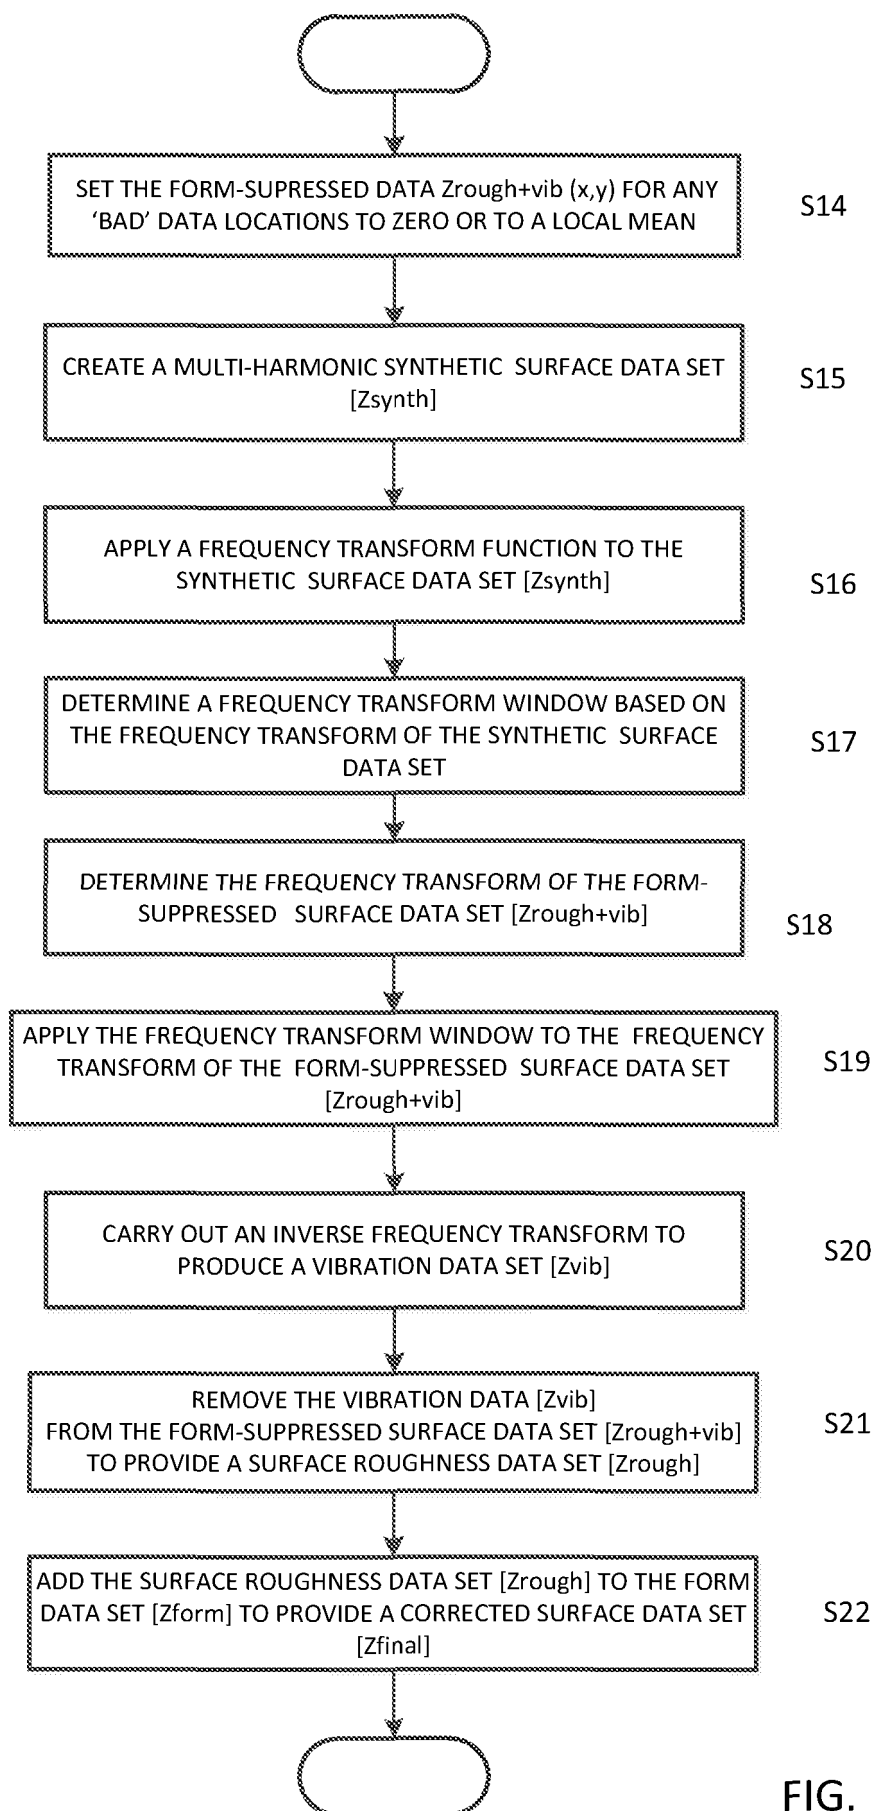 SET THE FORM-SUPRESSED DATA Zrough+vib (x,y) FOR ANY
‘BAD’ DATA LOCATIONS TO ZERO OR TO A LOCAL MEAN
S14
CREATE A MULTI-HARMONIC SYNTHETIC SURFACE DATA SET
[Zsynth]
S15
APPLY A FREQUENCY TRANSFORM FUNCTION TO THE
SYNTHETIC SURFACE DATA SET [Zsynth]
S16
DETERMINE A FREQUENCY TRANSFORM WINDOW BASED ON
THE FREQUENCY TRANSFORM OF THE SYNTHETIC SURFACE
DATA SET
S17
DETERMINE THE FREQUENCY TRANSFORM OF THE FORM-
SUPPRESSED SURFACE DATA SET [Zrough+vib]
S18
APPLY THE FREQUENCY TRANSFORM WINDOW TO THE FREQUENCY
TRANSFORM OF THE FORM-SUPPRESSED SURFACE DATA SET
[Zrough+vib]
S19
CARRY OUT AN INVERSE FREQUENCY TRANSFORM TO
PRODUCE A VIBRATION DATA SET [Zvib]
S20
REMOVE THE VIBRATION DATA [Zvib]
FROM THE FORM-SUPPRESSED SURFACE DATA SET [Zrough+vib]
TO PROVIDE A SURFACE ROUGHNESS DATA SET [Zrough]
S21
ADD THE SURFACE ROUGHNESS DATA SET [Zrough] TO THE FORM
DATA SET [Zform] TO PROVIDE A CORRECTED SURFACE DATA SET
[Zfinal]
S22
FIG.